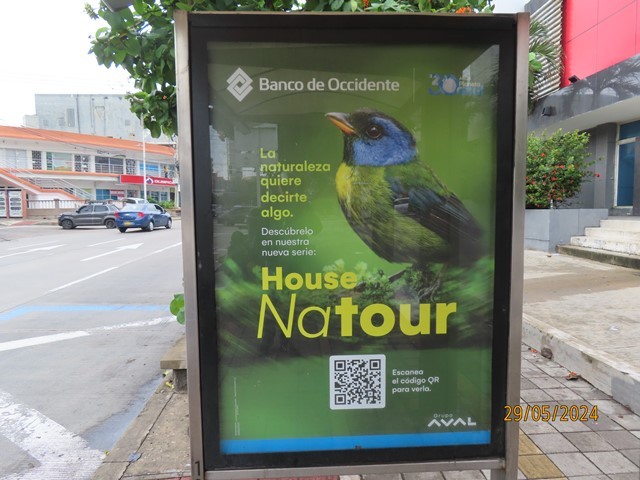 Banco de Occidente
La
naturaleza
quiere
decirte
algo.
Descúbrelo
en nuestra
nueva serie:
House
Natour
Escanea
el código QR
para verla.
Grupo
AVAL
29/05/2024